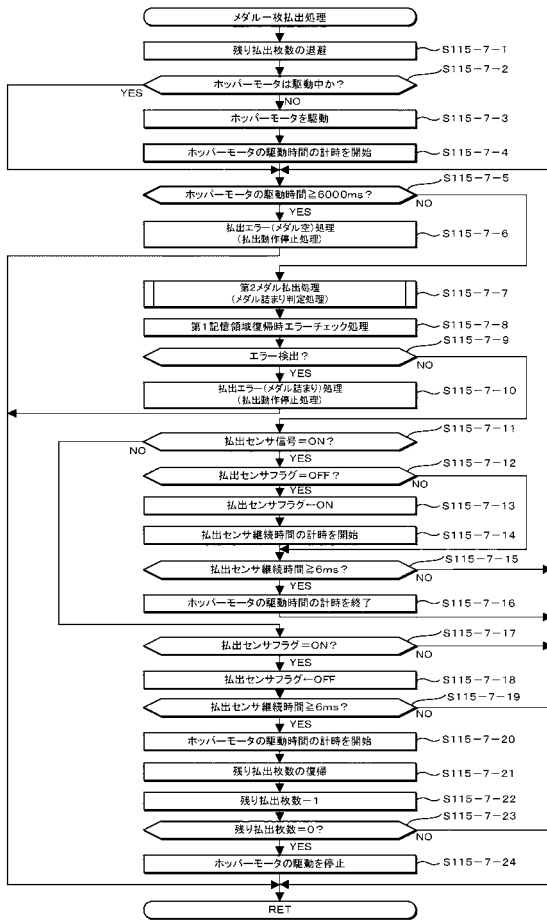 メダル一枚払出処理
残り払出枚数の退避 S115-7-1
ホッパーモータは駆動中か? S115-7-2
YES
NO
ホッパーモータを駆動 S115-7-3
ホッパーモータの駆動時間の計時を開始 S115-7-4
ホッパーモータの駆動時間≧6000ms? S115-7-5
YES
NO
払出エラー(メダル空)処理
(払出動作停止処理) S115-7-6
第2メダル払出処理
(メダル詰まり判定処理) S115-7-7
第1記憶領域復帰時エラーチェック処理 S115-7-8
エラー検出? S115-7-9
YES
NO
払出エラー(メダル詰まり)処理
(払出動作停止処理) S115-7-10
払出センサ信号=ON? S115-7-11
NO
YES
払出センサフラグ=OFF? S115-7-12
YES
NO
払出センサフラグ←ON S115-7-13
払出センサ継続時間の計時を開始 S115-7-14
払出センサ継続時間≧6ms? S115-7-15
YES
NO
ホッパーモータの駆動時間の計時を終了 S115-7-16
払出センサフラグ=ON? S115-7-17
YES
NO
払出センサフラグ←OFF S115-7-18
払出センサ継続時間≧6ms? S115-7-19
YES
NO
ホッパーモータの駆動時間の計時を開始 S115-7-20
残り払出枚数の復帰 S115-7-21
残り払出枚数-1 S115-7-22
残り払出枚数=0? S115-7-23
YES
NO
ホッパーモータの駆動を停止 S115-7-24
RET